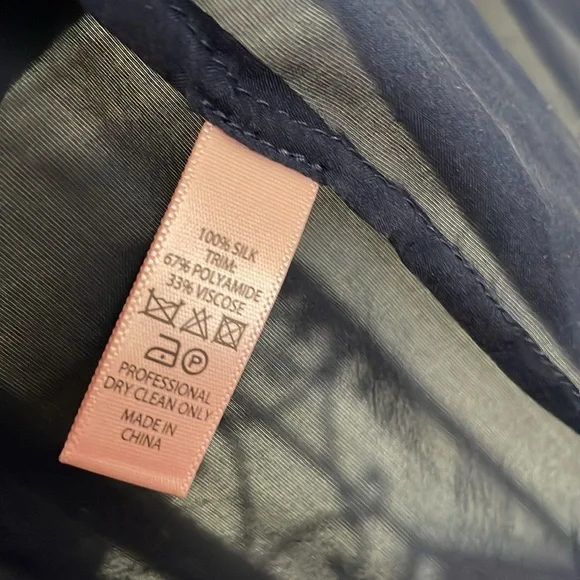 100% SILK
TRIM:
67% POLYAMIDE
33% VISCOSE
P
PROFESSIONAL
DRY CLEAN ONLY
MADE IN
CHINA